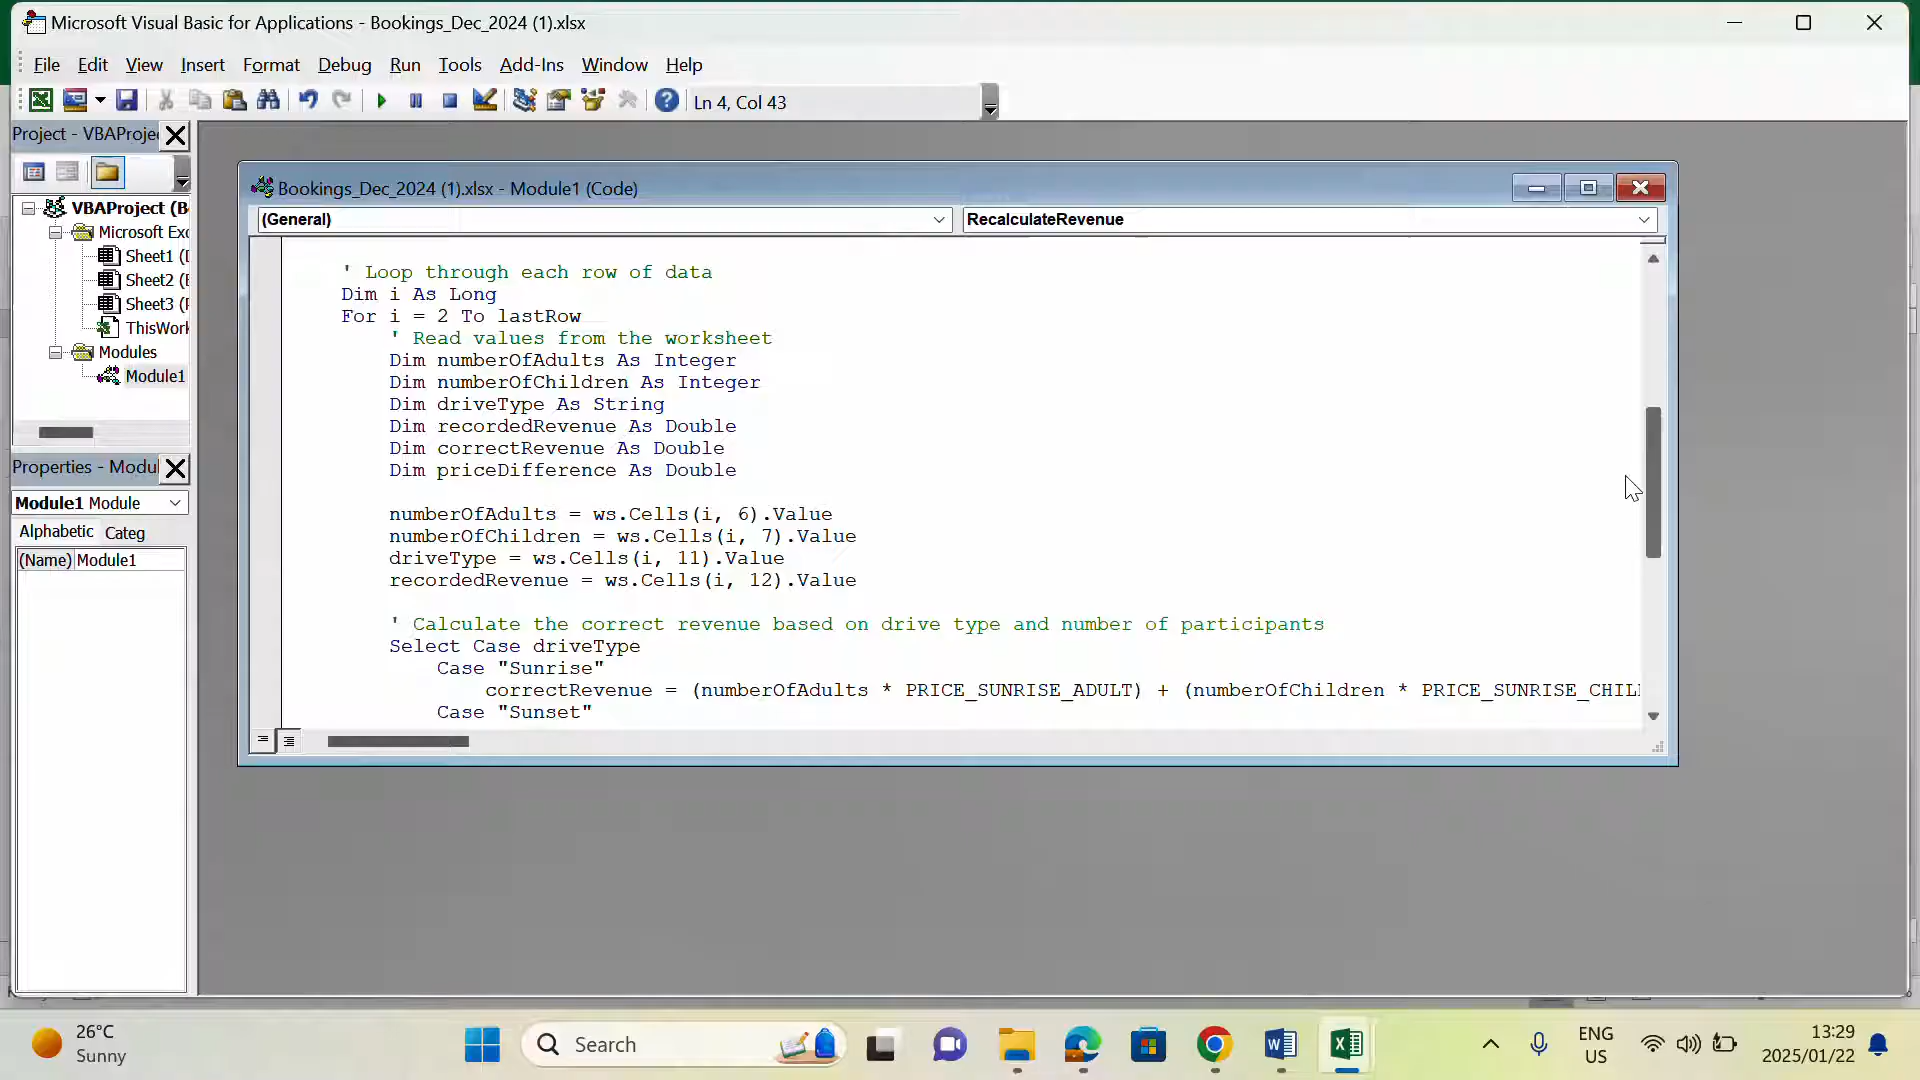 Microsoft Visual Basic for Applications - Bookings_Dec_2024 (1).xlsx
File Edit View Insert Format Debug Run Tools Add-Ins Window Help
Ln 4, Col 43
Project - VBAProje
VBAProject (B
Microsoft Exc
Sheet1 (
Sheet2 (
Sheet3 (
ThisWork
Modules
Module1
Properties - Modu
Module1 Module
Alphabetic Categ
(Name) Module1
Bookings_Dec_2024 (1).xlsx - Module1 (Code)
(General) RecalculateRevenue
' Loop through each row of data
Dim i As Long
For i = 2 To lastRow
' Read values from the worksheet
Dim numberOfAdults As Integer
Dim numberOfChildren As Integer
Dim driveType As String
Dim recordedRevenue As Double
Dim correctRevenue As Double
Dim priceDifference As Double
numberOfAdults = ws.Cells(i, 6).Value
numberOfChildren = ws.Cells(i, 7).Value
driveType = ws.Cells(i, 11).Value
recordedRevenue = ws.Cells(i, 12).Value
' Calculate the correct revenue based on drive type and number of participants
Select Case driveType
Case "Sunrise"
correctRevenue = (numberOfAdults * PRICE_SUNRISE_ADULT) + (numberOfChildren * PRICE_SUNRISE_CHIL
Case "Sunset"
26°C
Sunny
Search
ENG
US
13:29
2025/01/22